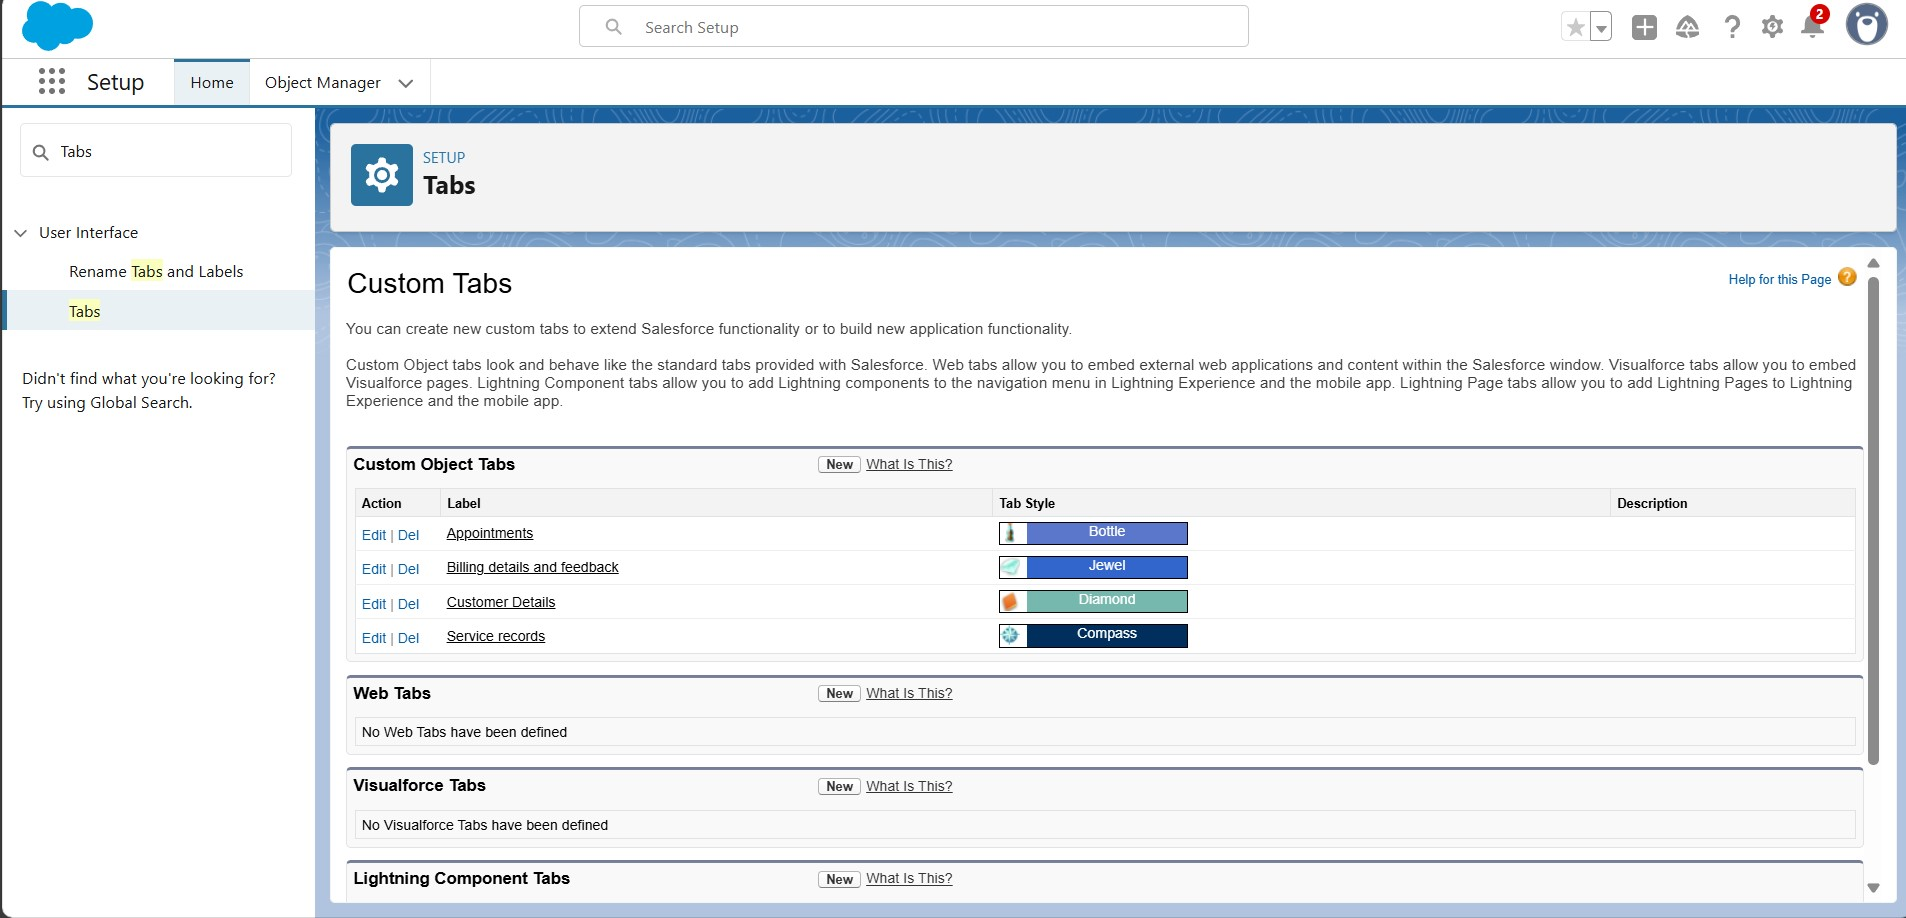 Search Setup
2
Setup
Home
Object Manager
Tabs
User Interface
Rename Tabs and Labels
Tabs
Didn't find what you're looking for?
Try using Global Search.
SETUP
Tabs
Custom Tabs
Help for this Page ?
You can create new custom tabs to extend Salesforce functionality or to build new application functionality.
Custom Object tabs look and behave like the standard tabs provided with Salesforce. Web tabs allow you to embed external web applications and content within the Salesforce window. Visualforce tabs allow you to embed
Visualforce pages. Lightning Component tabs allow you to add Lightning components to the navigation menu in Lightning Experience and the mobile app. Lightning Page tabs allow you to add Lightning Pages to Lightning
Experience and the mobile app.
Custom Object Tabs New What Is This?
Action Label Tab Style Description
Edit | Del Appointments Bottle
Edit | Del Billing details and feedback Jewel
Edit | Del Customer Details Diamond
Edit | Del Service records Compass
Web Tabs New What Is This?
No Web Tabs have been defined
Visualforce Tabs New What Is This?
No Visualforce Tabs have been defined
Lightning Component Tabs New What Is This?